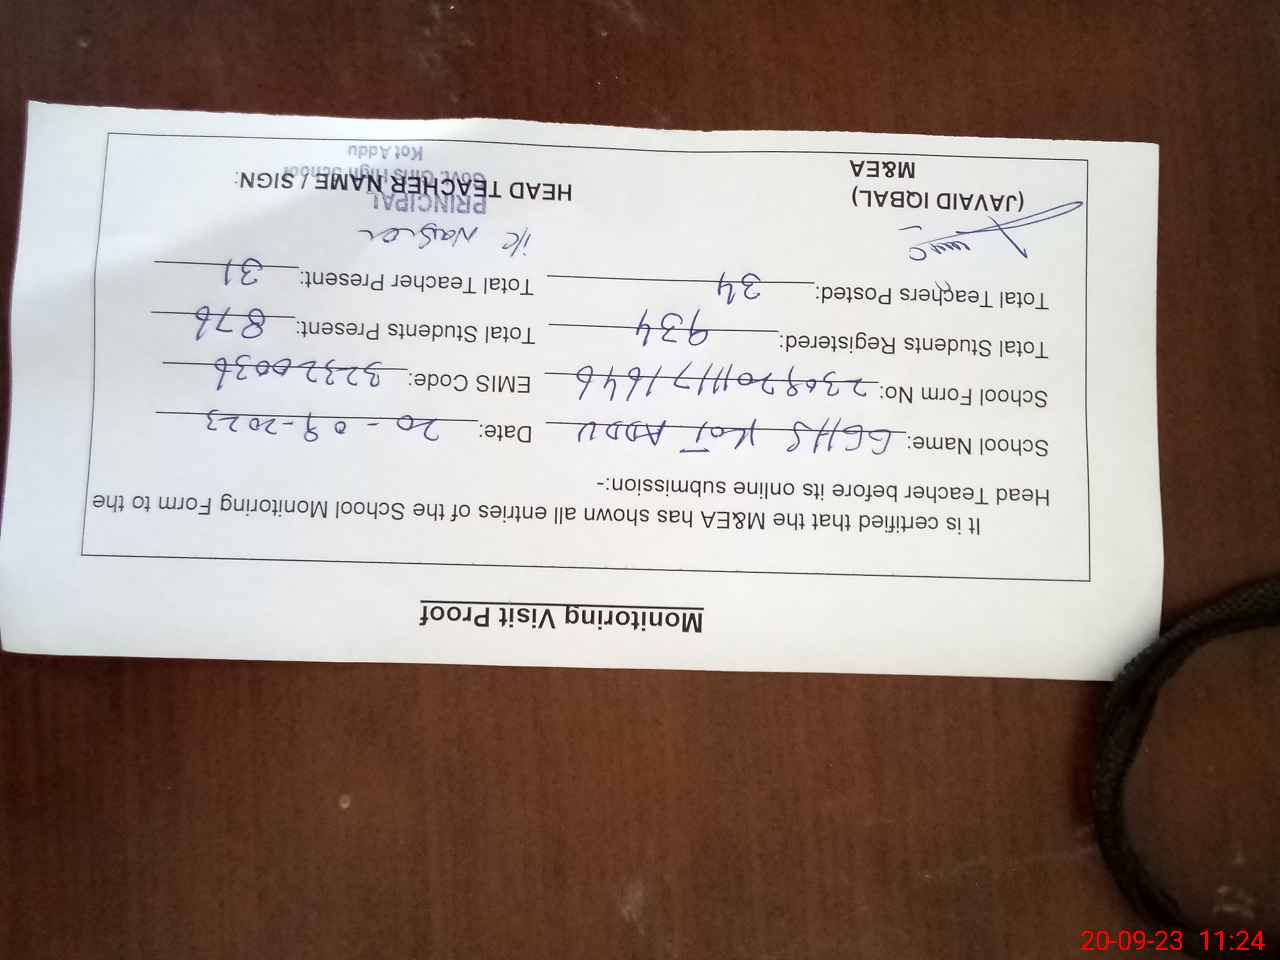 Monitoring Visit Proof
It is certified that the M&EA has shown all entries of the School Monitoring Form to the
Head Teacher before its online submission:-
School Name: GGHS KOT ADDU Date: 20-09-2023
School Form No: 23092011171646 EMIS Code: 32320036
Total Students Registered: 934 Total Students Present: 876
Total Teachers Posted: 34 Total Teacher Present: 31
i/c
(JAVAID IQBAL) HEAD TEACHER NAME / SIGN:
M&EA
PRINCIPAL
Govt. Girls High School
Kot Addu
20-09-23 11:24